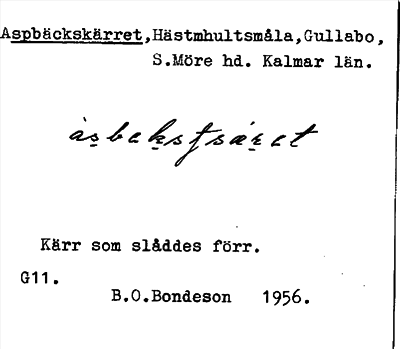 Aspbäckskärret,Hästmhultsmåla,Gullabo,
S.Möre hd. Kalmar län.
Kärr som slåddes förr.
G11.
B.O.Bondeson 1956.